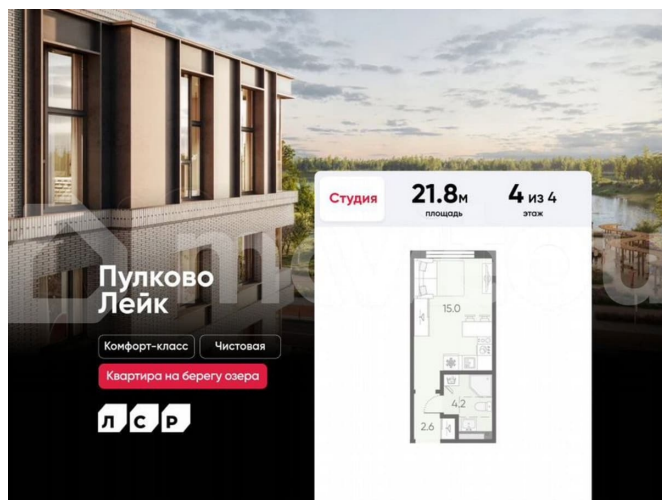 Студия
21.8м
площадь
4 из 4
этаж
Пулково
Лейк
Комфорт-класс
Чистовая
Квартира на берегу озера
ЛСР
15.0
4.2
2.6